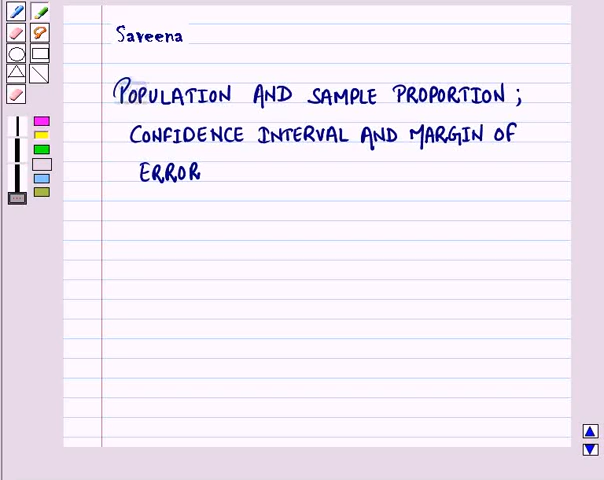 Saveena
POPULATION AND SAMPLE PROPORTION ;
CONFIDENCE INTERVAL AND MARGIN OF
ERROR